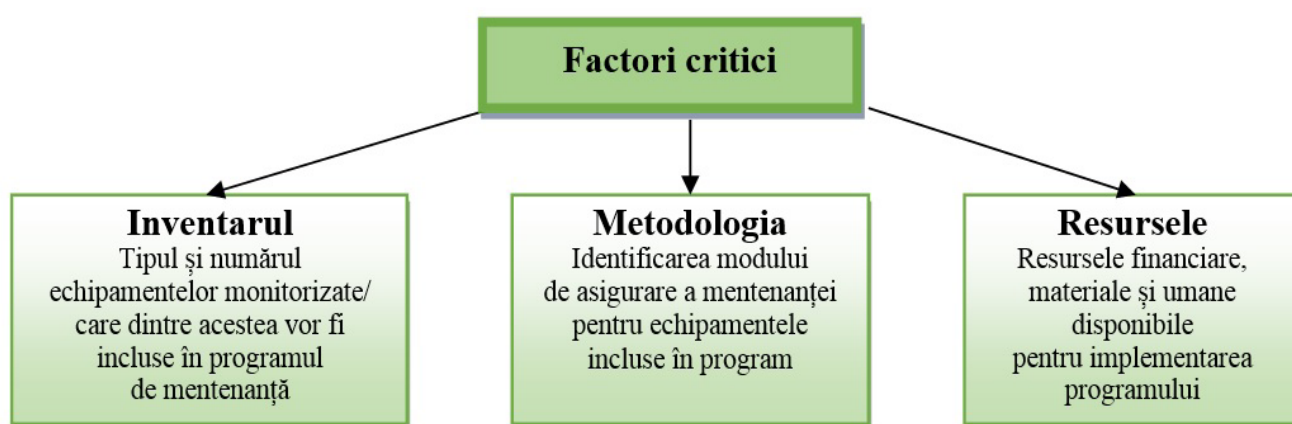 Factori critici
Inventarul
Tipul și numărul
echipamentelor monitorizate/
care dintre acestea vor fi
incluse în programul
de mentenanță
Metodologia
Identificarea modului
de asigurare a mentenanței
pentru echipamentele
incluse în program
Resursele
Resursele financiare,
materiale și umane
disponibile
pentru implementarea
programului